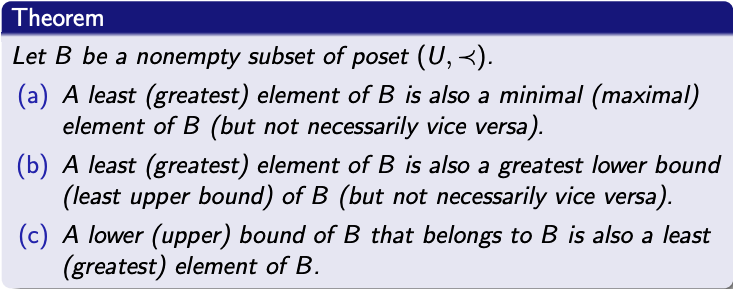 Theorem
Let B be a nonempty subset of poset (U, ≺).
(a) A least (greatest) element of B is also a minimal (maximal)
element of B (but not necessarily vice versa).
(b) A least (greatest) element of B is also a greatest lower bound
(least upper bound) of B (but not necessarily vice versa).
(c) A lower (upper) bound of B that belongs to B is also a least
(greatest) element of B.